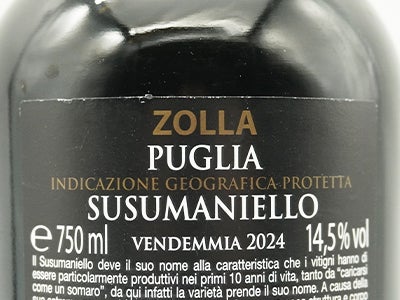 ZOLLA
PUGLIA
INDICAZIONE GEOGRAFICA PROTETTA
SUSUMANIELLO
℮ 750 ml VENDEMMIA 2024 14,5% vol
Il Susumaniello deve il suo nome alla caratteristica che i vitigni hanno di
essere particolarmente produttivi nei primi 10 anni di vita, tanto da "caricarsi
come un somaro", da qui infatti la varietà prende il suo nome. A causa della